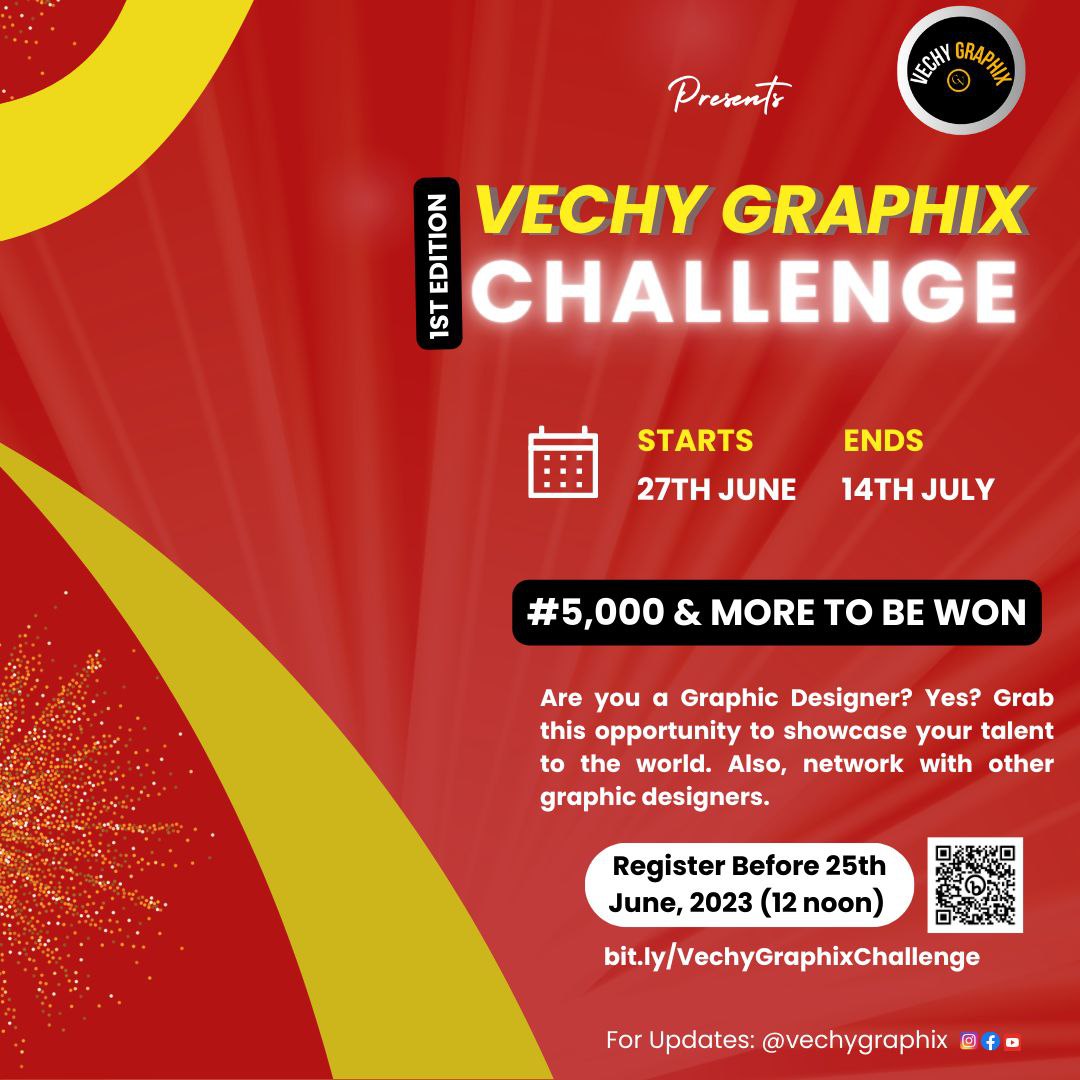 VECHY GRAPHIX
Presents
1ST EDITION
VECHY GRAPHIX
CHALLENGE
STARTS ENDS
27TH JUNE 14TH JULY
#5,000 & MORE TO BE WON
Are you a Graphic Designer? Yes? Grab
this opportunity to showcase your talent
to the world. Also, network with other
graphic designers.
Register Before 25th
June, 2023 (12 noon)
bit.ly/VechyGraphixChallenge
For Updates: @vechygraphix